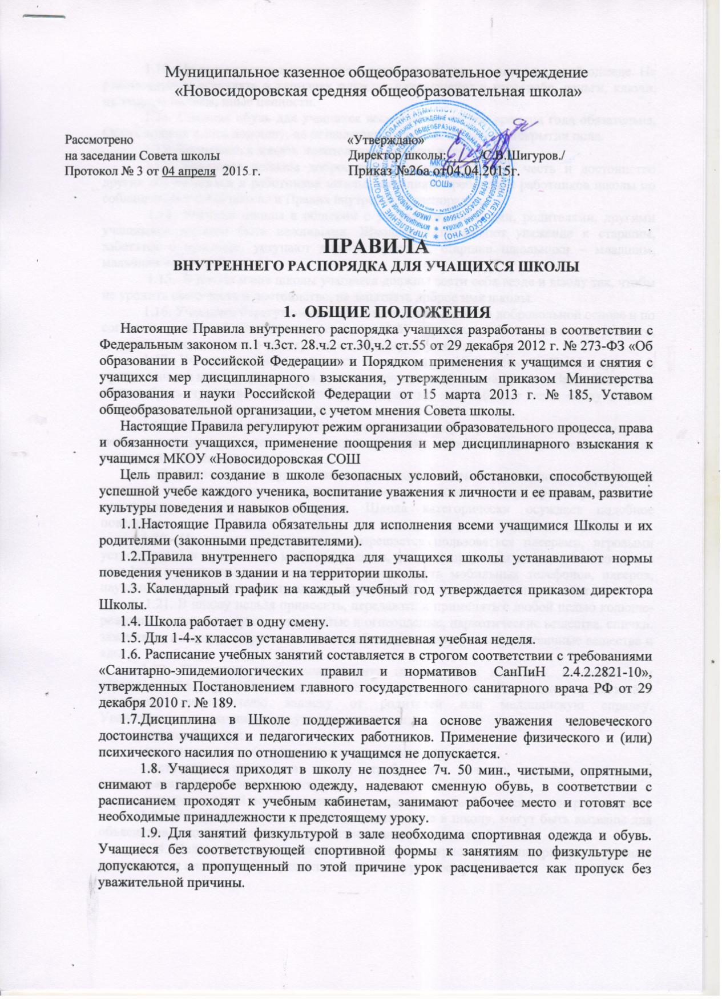 Муниципальное казенное общеобразовательное учреждение
«Новосидоровская средняя общеобразовательная школа»
Рассмотрено «Утверждаю»
на заседании Совета школы Директор школы: /С.В.Шигуров./
Протокол № 3 от 04 апреля 2015 г. Приказ №26а от04.04.2015г.
МКОУ
«Новосидоровская
СОШ»
ПРАВИЛА
ВНУТРЕННЕГО РАСПОРЯДКА ДЛЯ УЧАЩИХСЯ ШКОЛЫ
1. ОБЩИЕ ПОЛОЖЕНИЯ
Настоящие Правила внутреннего распорядка учащихся разработаны в соответствии с
Федеральным законом п.1 ч.3ст. 28.ч.2 ст.30,ч.2 ст.55 от 29 декабря 2012 г. № 273-ФЗ «Об
образовании в Российской Федерации» и Порядком применения к учащимся и снятия с
учащихся мер дисциплинарного взыскания, утвержденным приказом Министерства
образования и науки Российской Федерации от 15 марта 2013 г. № 185, Уставом
общеобразовательной организации, с учетом мнения Совета школы.
Настоящие Правила регулируют режим организации образовательного процесса, права
и обязанности учащихся, применение поощрения и мер дисциплинарного взыскания к
учащимся МКОУ «Новосидоровская СОШ
Цель правил: создание в школе безопасных условий, обстановки, способствующей
успешной учебе каждого ученика, воспитание уважения к личности и ее правам, развитие
культуры поведения и навыков общения.
1.1.Настоящие Правила обязательны для исполнения всеми учащимися Школы и их
родителями (законными представителями).
1.2.Правила внутреннего распорядка для учащихся школы устанавливают нормы
поведения учеников в здании и на территории школы.
1.3. Календарный график на каждый учебный год утверждается приказом директора
Школы.
1.4. Школа работает в одну смену.
1.5. Для 1-4-х классов устанавливается пятидневная учебная неделя.
1.6. Расписание учебных занятий составляется в строгом соответствии с требованиями
«Санитарно-эпидемиологических правил и нормативов СанПиН 2.4.2.2821-10»,
утвержденных Постановлением главного государственного санитарного врача РФ от 29
декабря 2010 г. № 189.
1.7.Дисциплина в Школе поддерживается на основе уважения человеческого
достоинства учащихся и педагогических работников. Применение физического и (или)
психического насилия по отношению к учащимся не допускается.
1.8. Учащиеся приходят в школу не позднее 7ч. 50 мин., чистыми, опрятными,
снимают в гардеробе верхнюю одежду, надевают сменную обувь, в соответствии с
расписанием проходят к учебным кабинетам, занимают рабочее место и готовят все
необходимые принадлежности к предстоящему уроку.
1.9. Для занятий физкультурой в зале необходима спортивная одежда и обувь.
Учащиеся без соответствующей спортивной формы к занятиям по физкультуре не
допускаются, а пропущенный по этой причине урок расценивается как пропуск без
уважительной причины.